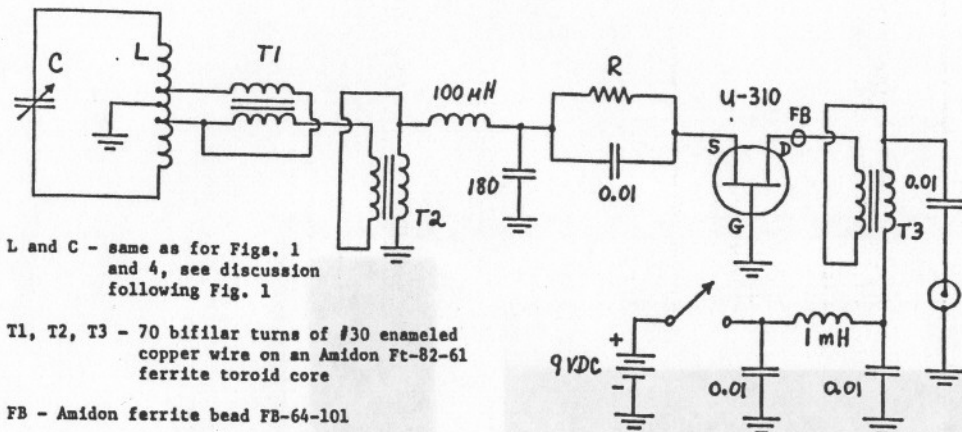 C
L
T1
T2
100 μH
180
R
0.01
U-310
FB
S
D
G
T3
0.01
9VDC
+
-
1 mH
0.01
0.01
L and C - same as for Figs. 1
and 4, see discussion
following Fig. 1
T1, T2, T3 - 70 bifilar turns of #30 enameled
copper wire on an Amidon Ft-82-61
ferrite toroid core
FB - Amidon ferrite bead FB-64-101